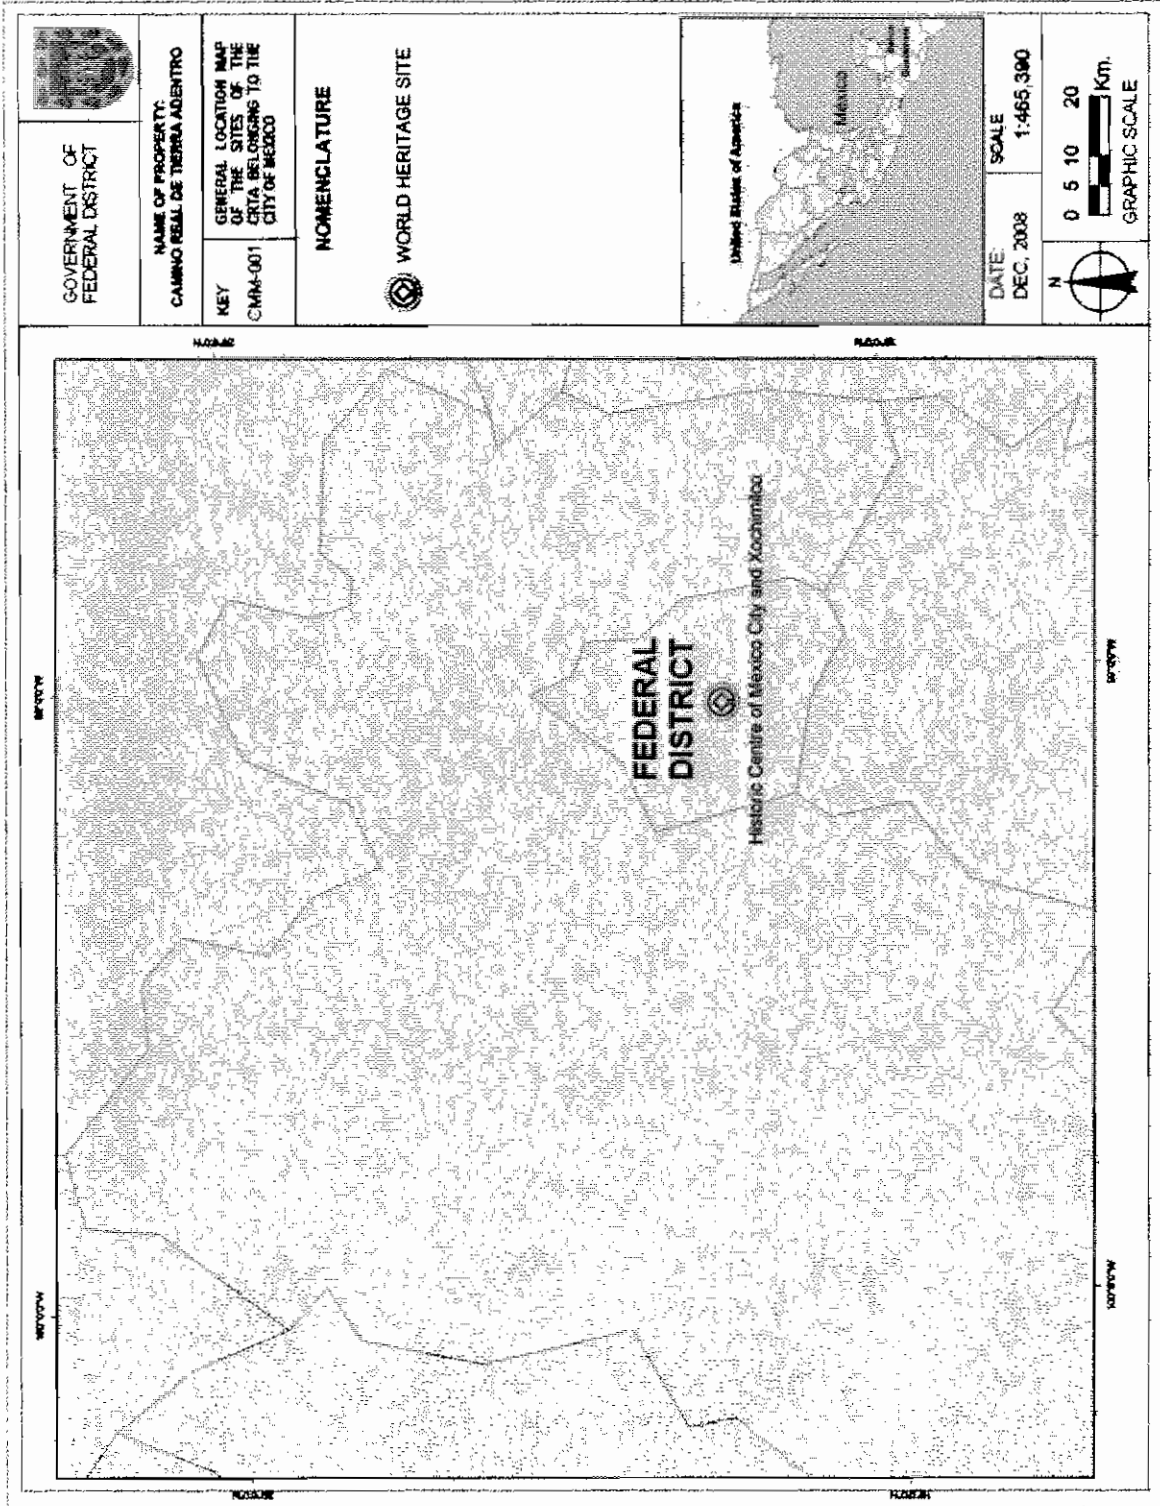 GOVERNMENT OF
FEDERAL DISTRICT
NAME OF PROPERTY:
CAMINO REAL DE TIERRA ADENTRO
KEY
CMM-001
GENERAL LOCATION MAP
OF THE SITES OF THE
CRTA BELONGING TO THE
CITY OF MEXICO
NOMENCLATURE
WORLD HERITAGE SITE
United States of America
Mexico
DATE:
DEC, 2008
SCALE
1:465,390
N
0 5 10 20
Km.
GRAPHIC SCALE
FEDERAL
DISTRICT
Historic Centre of Mexico City and Xochimilco